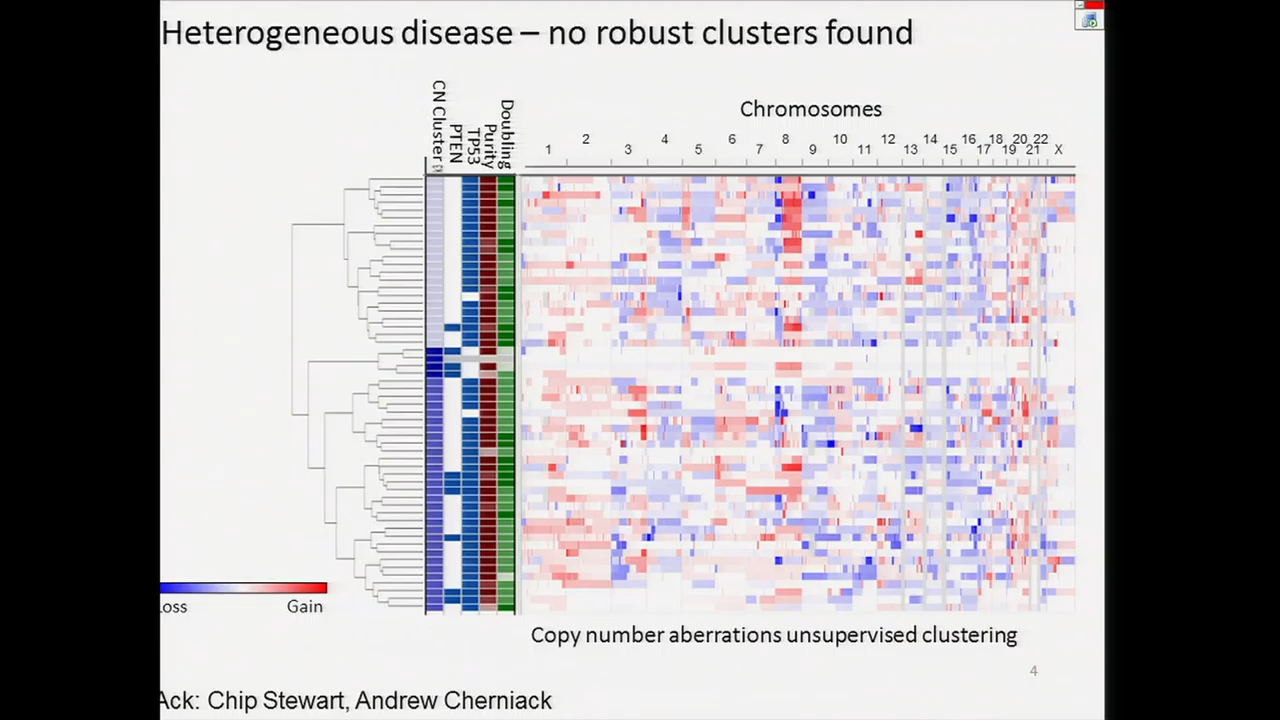 Heterogeneous disease – no robust clusters found
CN Cluster
PTEN
TP53
Purity
Doubling
Chromosomes
1 2 3 4 5 6 7 8 9 10 11 12 13 14 15 16 17 18 19 20 21 22 X
Loss Gain
Copy number aberrations unsupervised clustering
4
Ack: Chip Stewart, Andrew Cherniack